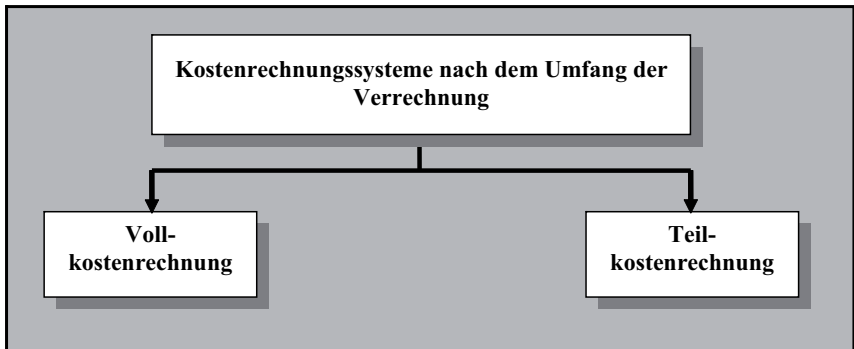 Kostenrechnungssysteme nach dem Umfang der
Verrechnung
Voll-
kostenrechnung
Teil-
kostenrechnung